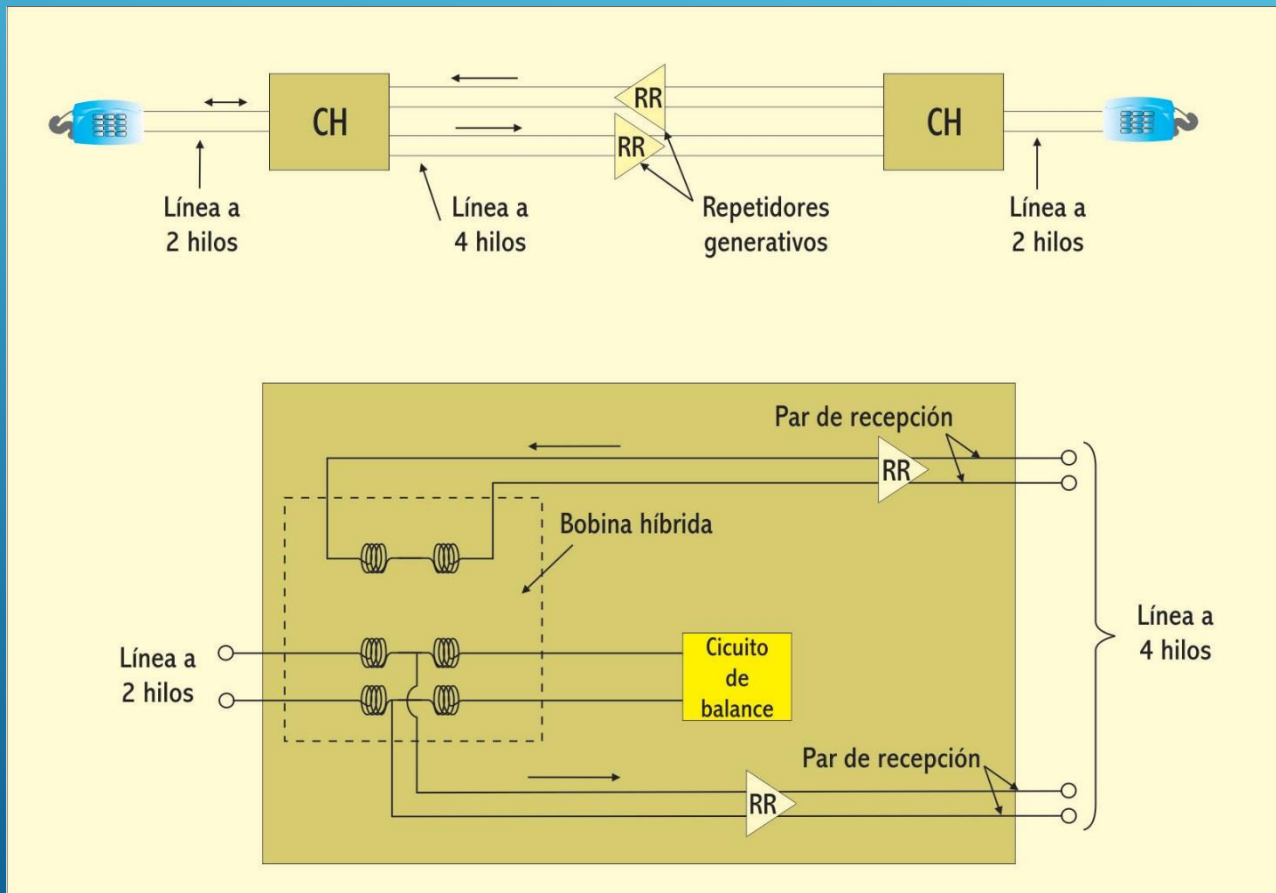 RR
CH
CH
RR
Línea a
2 hilos
Línea a
4 hilos
Repetidores
generativos
Línea a
2 hilos
Par de recepción
RR
Bobina híbrida
Línea a
2 hilos
Cicuito
de
balance
Línea a
4 hilos
Par de recepción
RR